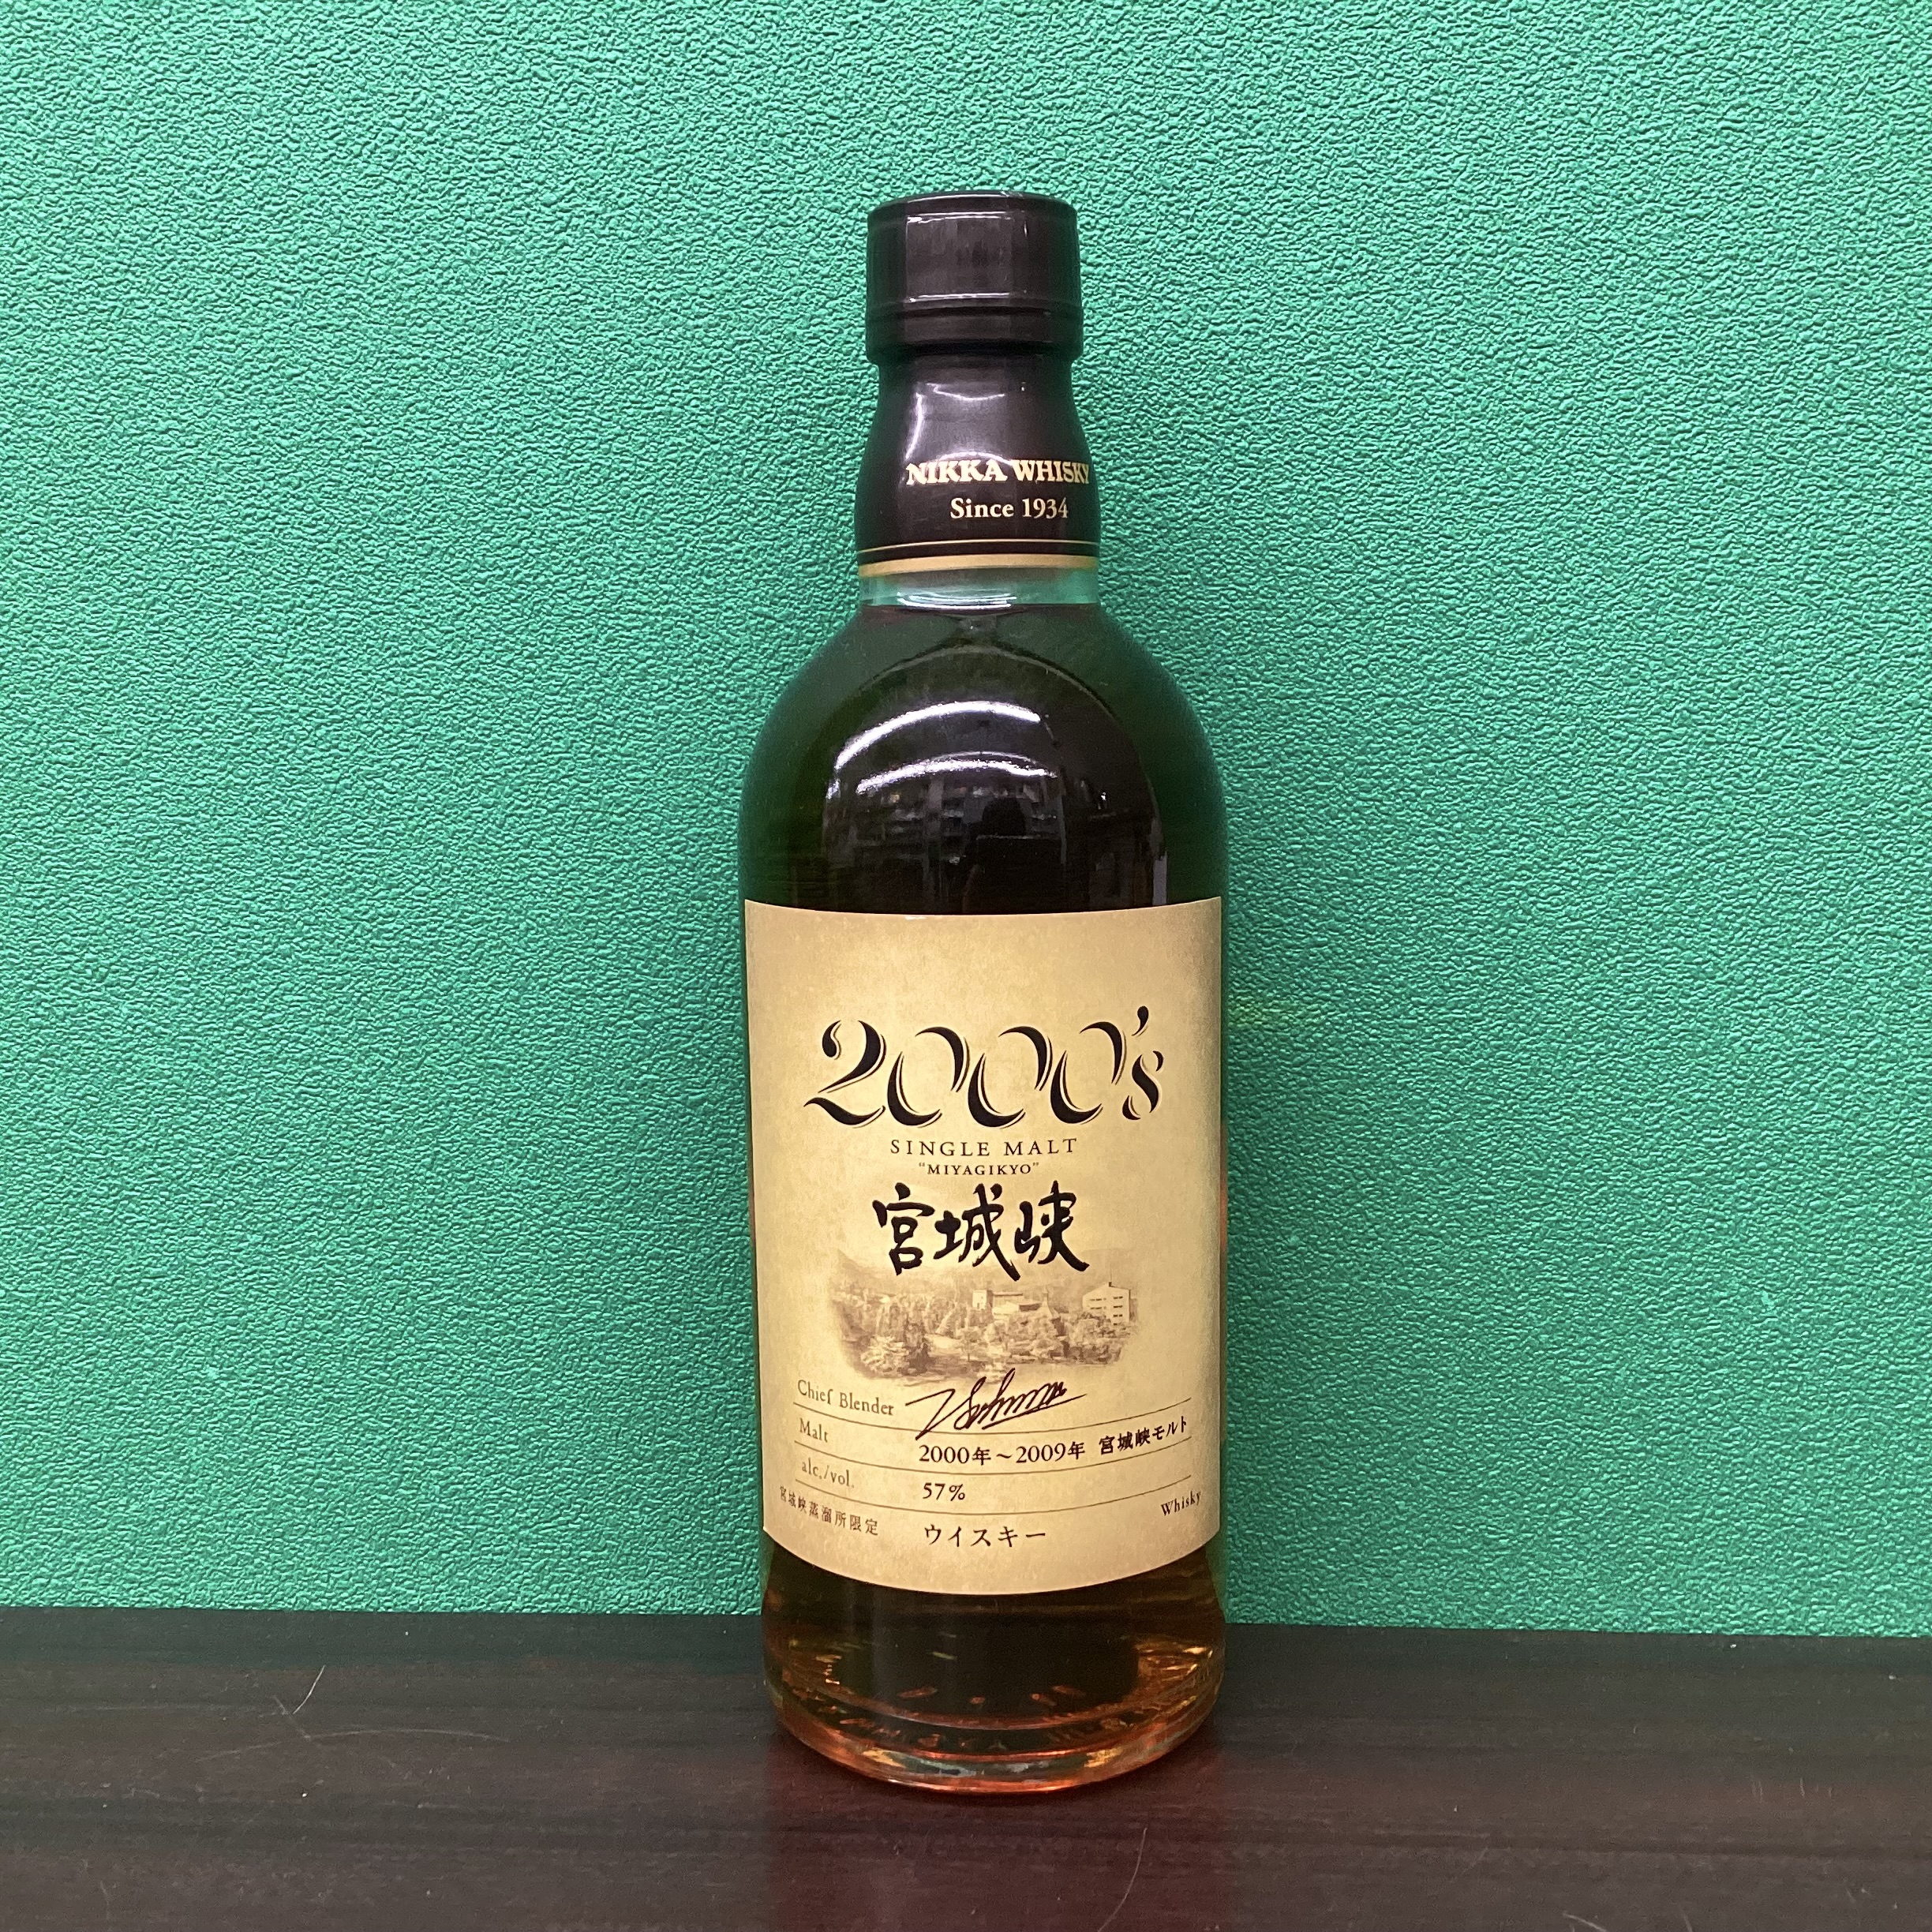 NIKKA WHISKY
Since 1934
2000's
SINGLE MALT
"MIYAGIKYO"
宮城峡
Chief Blender
Malt 2000年～2009年 宮城峡モルト
alc./vol. 57%
宮城峡蒸溜所限定 ウイスキー Whisky